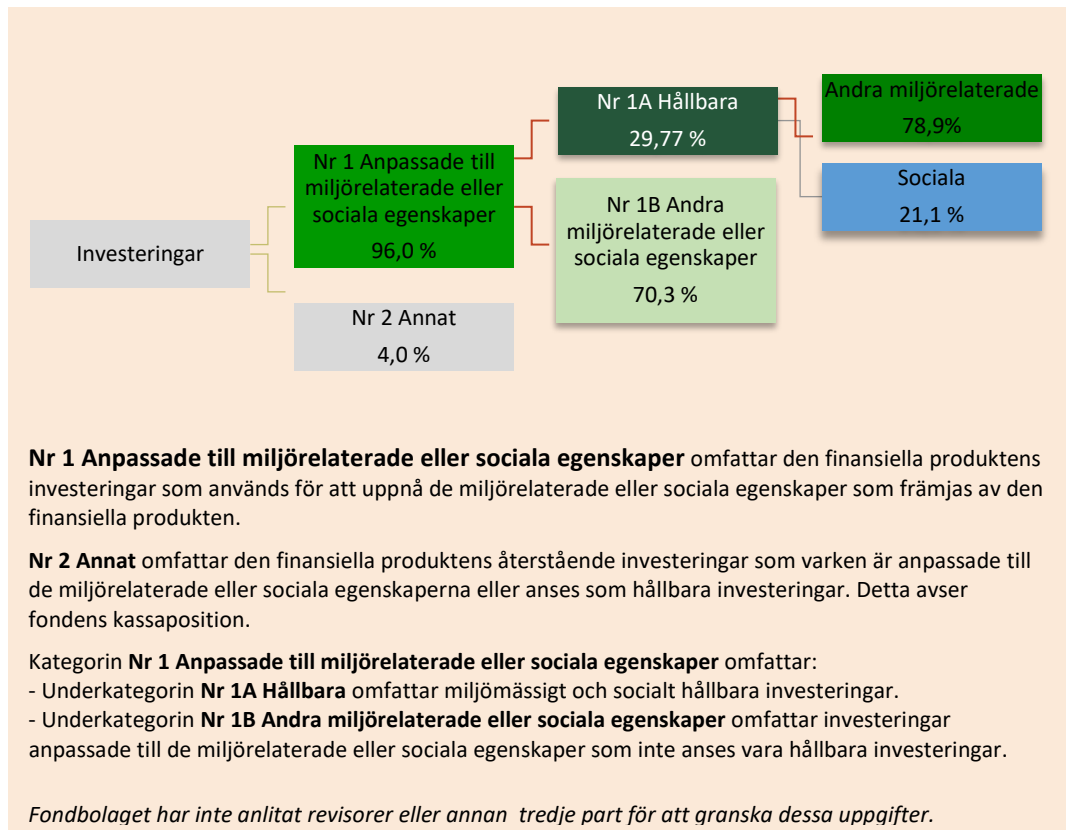 Investeringar
Nr 1 Anpassade till
miljörelaterade eller
sociala egenskaper
96,0 %
Nr 2 Annat
4,0 %
Nr 1A Hållbara
29,77 %
Nr 1B Andra
miljörelaterade eller
sociala egenskaper
70,3 %
Andra miljörelaterade
78,9%
Sociala
21,1 %
Nr 1 Anpassade till miljörelaterade eller sociala egenskaper omfattar den finansiella produktens
investeringar som används för att uppnå de miljörelaterade eller sociala egenskaper som främjas av den
finansiella produkten.
Nr 2 Annat omfattar den finansiella produktens återstående investeringar som varken är anpassade till
de miljörelaterade eller sociala egenskaperna eller anses som hållbara investeringar. Detta avser
fondens kassaposition.
Kategorin Nr 1 Anpassade till miljörelaterade eller sociala egenskaper omfattar:
- Underkategorin Nr 1A Hållbara omfattar miljömässigt och socialt hållbara investeringar.
- Underkategorin Nr 1B Andra miljörelaterade eller sociala egenskaper omfattar investeringar
anpassade till de miljörelaterade eller sociala egenskaper som inte anses vara hållbara investeringar.
Fondbolaget har inte anlitat revisorer eller annan tredje part för att granska dessa uppgifter.